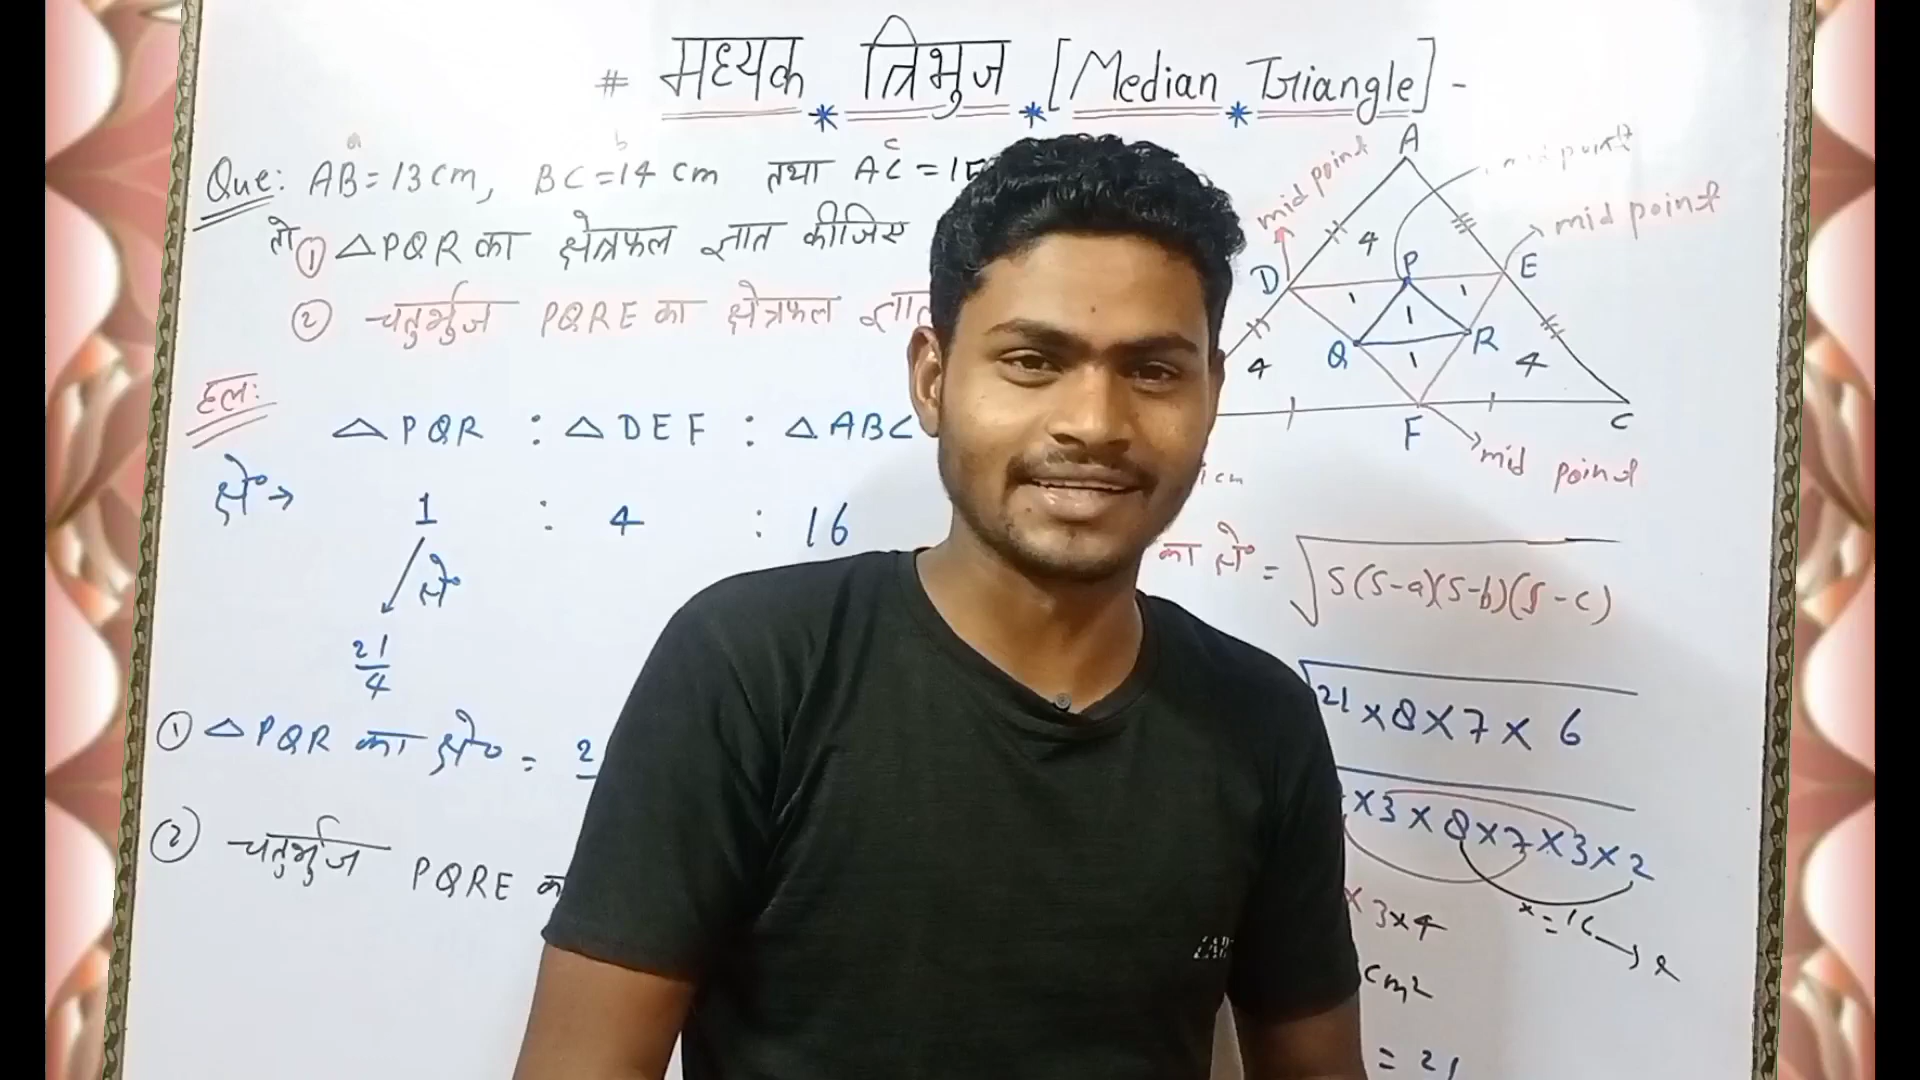 # मध्यक त्रिभुज [Median Triangle] -
a b c
Que: AB = 13 cm, BC = 14 cm तथा AC = 15
तो ① △PQR का क्षेत्रफल ज्ञात कीजिए
② चतुर्भुज PQRE का क्षेत्रफल ज्ञात
हल:
△PQR : △DEF : △ABC
क्षे० → 1 : 4 : 16
क्षे०
21/4
① △PQR का क्षे० = 2
② चतुर्भुज PQRE क
A
mid point
mid point
mid point
4
D P E
1 1
1
Q R
4 1 4
F C
mid point
cm
का क्षे० = √S(S-a)(S-b)(S-c)
√21×8×7×6
×3×8×7×3×2
×3×4
cm2
= 21